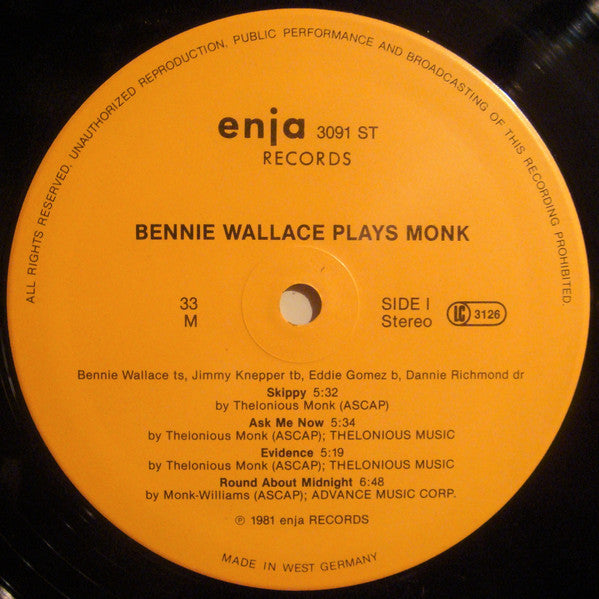 ALL RIGHTS RESERVED, UNAUTHORIZED REPRODUCTION, PUBLIC PERFORMANCE AND BROADCASTING OF THIS RECORDING PROHIBITED.
enja 3091 ST
RECORDS
BENNIE WALLACE PLAYS MONK
33 SIDE I LC 3126
M Stereo
Bennie Wallace ts, Jimmy Knepper tb, Eddie Gomez b, Dannie Richmond dr
Skippy 5:32
by Thelonious Monk (ASCAP)
Ask Me Now 5:34
by Thelonious Monk (ASCAP); THELONIOUS MUSIC
Evidence 5:19
by Thelonious Monk (ASCAP); THELONIOUS MUSIC
Round About Midnight 6:48
by Monk-Williams (ASCAP); ADVANCE MUSIC CORP.
℗ 1981 enja RECORDS
MADE IN WEST GERMANY